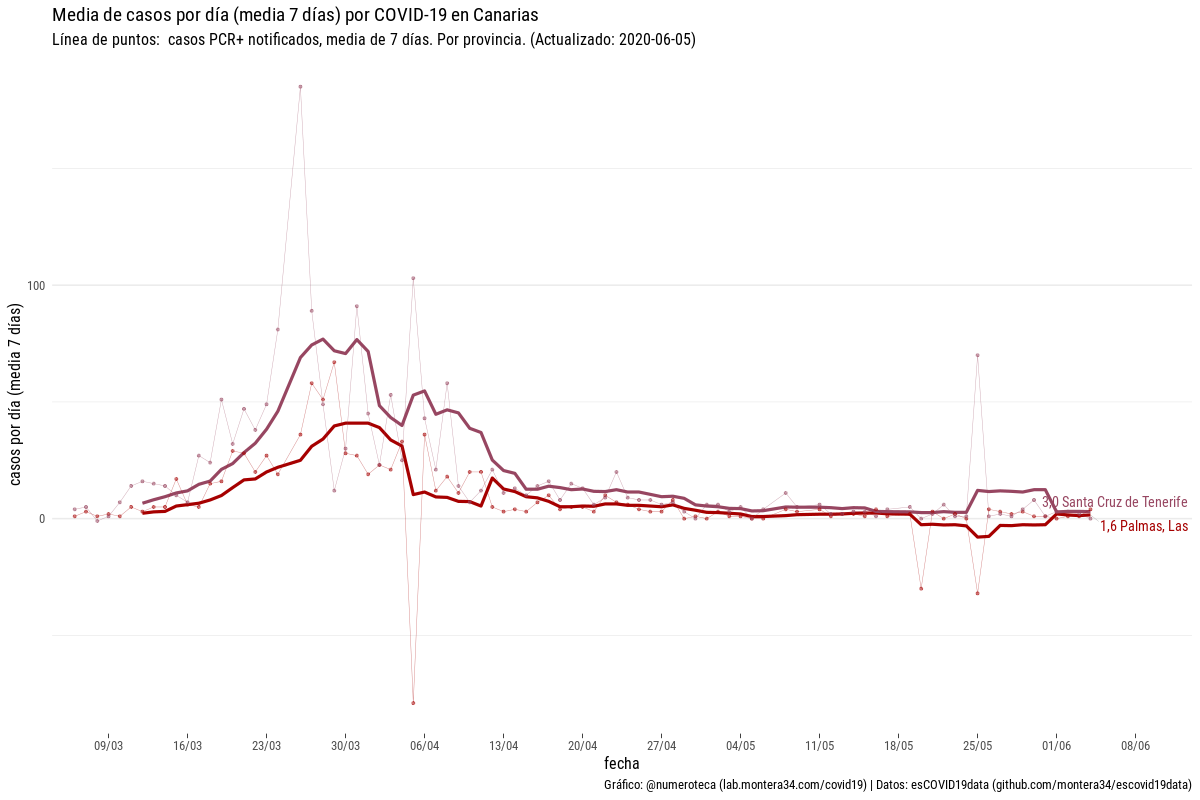 Media de casos por día (media 7 días) por COVID-19 en Canarias
Línea de puntos:  casos PCR+ notificados, media de 7 días. Por provincia. (Actualizado: 2020-06-05)
casos por día (media 7 días)
100
0
3,0 Santa Cruz de Tenerife
1,6 Palmas, Las
09/03 16/03 23/03 30/03 06/04 13/04 20/04 27/04 04/05 11/05 18/05 25/05 01/06 08/06
fecha
Gráfico: @numeroteca (lab.montera34.com/covid19) | Datos: esCOVID19data (github.com/montera34/escovid19data)